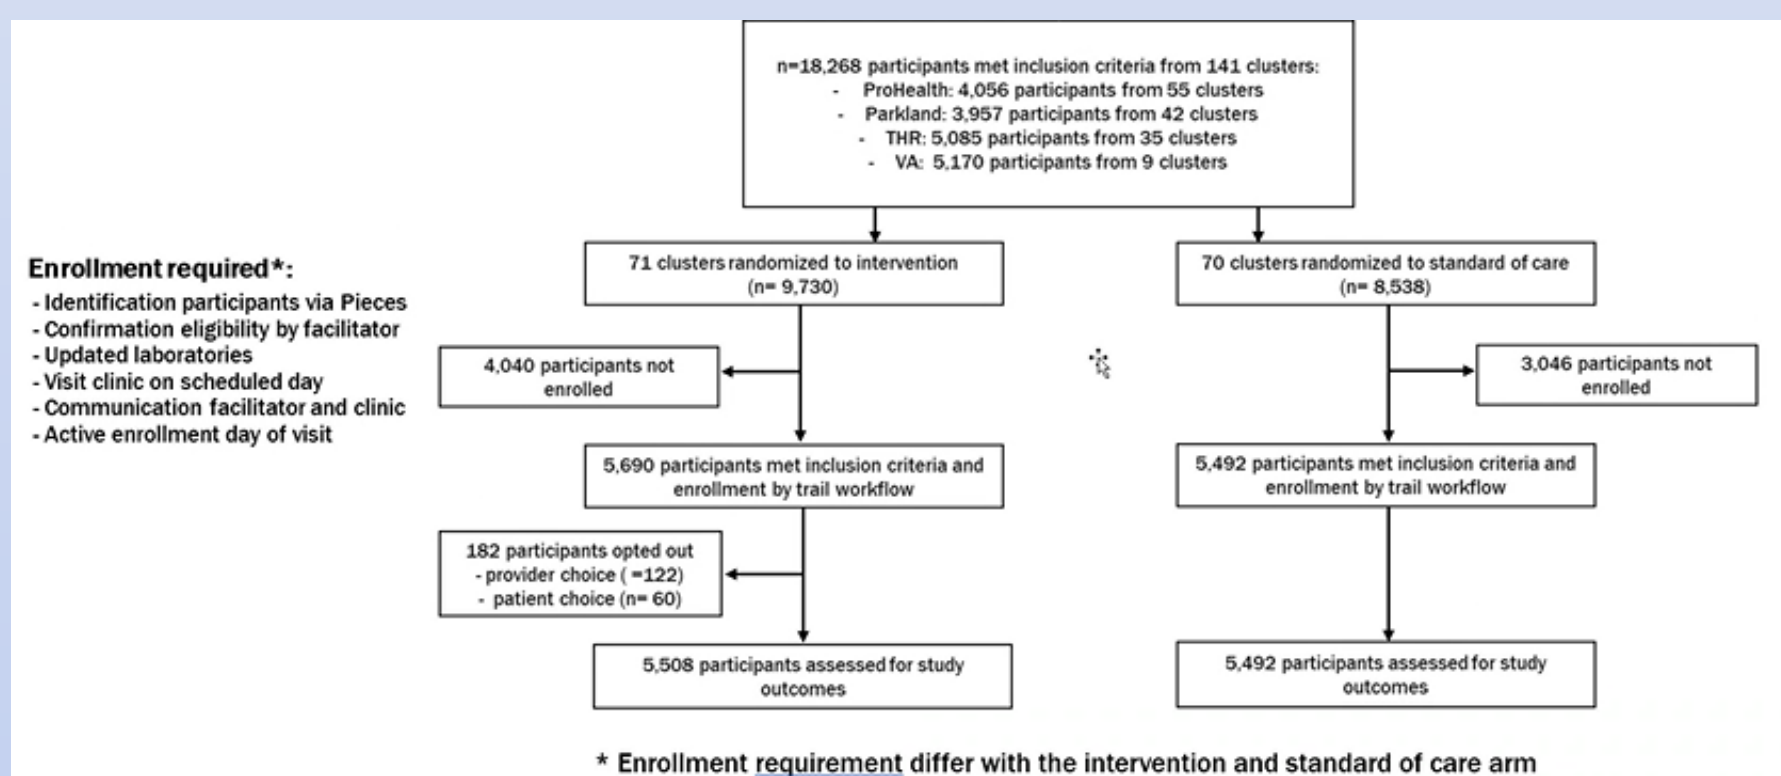 n=18,268 participants met inclusion criteria from 141 clusters:
- ProHealth: 4,056 participants from 55 clusters
- Parkland: 3,957 participants from 42 clusters
- THR: 5,085 participants from 35 clusters
- VA: 5,170 participants from 9 clusters
Enrollment required*:
- Identification participants via Pieces
- Confirmation eligibility by facilitator
- Updated laboratories
- Visit clinic on scheduled day
- Communication facilitator and clinic
- Active enrollment day of visit
71 clusters randomized to intervention
(n= 9,730)
70 clusters randomized to standard of care
(n= 8,538)
4,040 participants not
enrolled
3,046 participants not
enrolled
5,690 participants met inclusion criteria and
enrollment by trail workflow
5,492 participants met inclusion criteria and
enrollment by trail workflow
182 participants opted out
- provider choice ( =122)
- patient choice (n= 60)
5,508 participants assessed for study
outcomes
5,492 participants assessed for study
outcomes
* Enrollment requirement differ with the intervention and standard of care arm